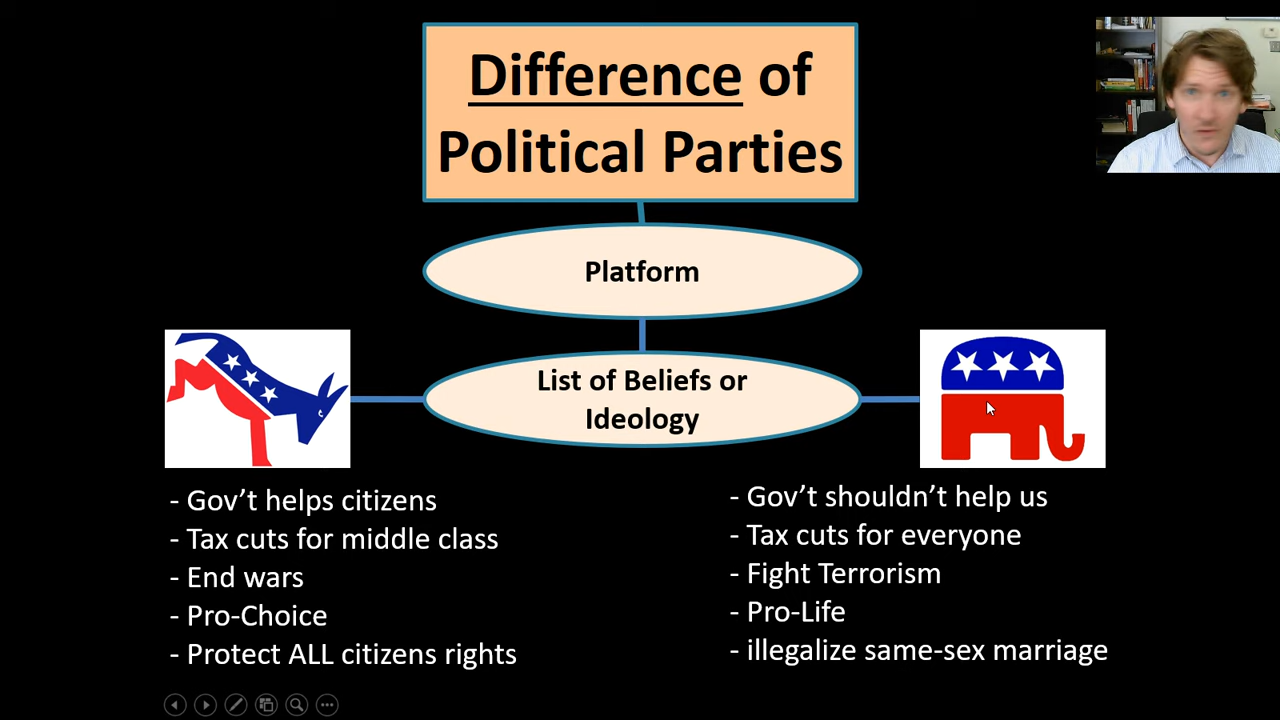 Difference of
Political Parties
Platform
List of Beliefs or
Ideology
- Gov't helps citizens
- Tax cuts for middle class
- End wars
- Pro-Choice
- Protect ALL citizens rights
- Gov't shouldn't help us
- Tax cuts for everyone
- Fight Terrorism
- Pro-Life
- illegalize same-sex marriage